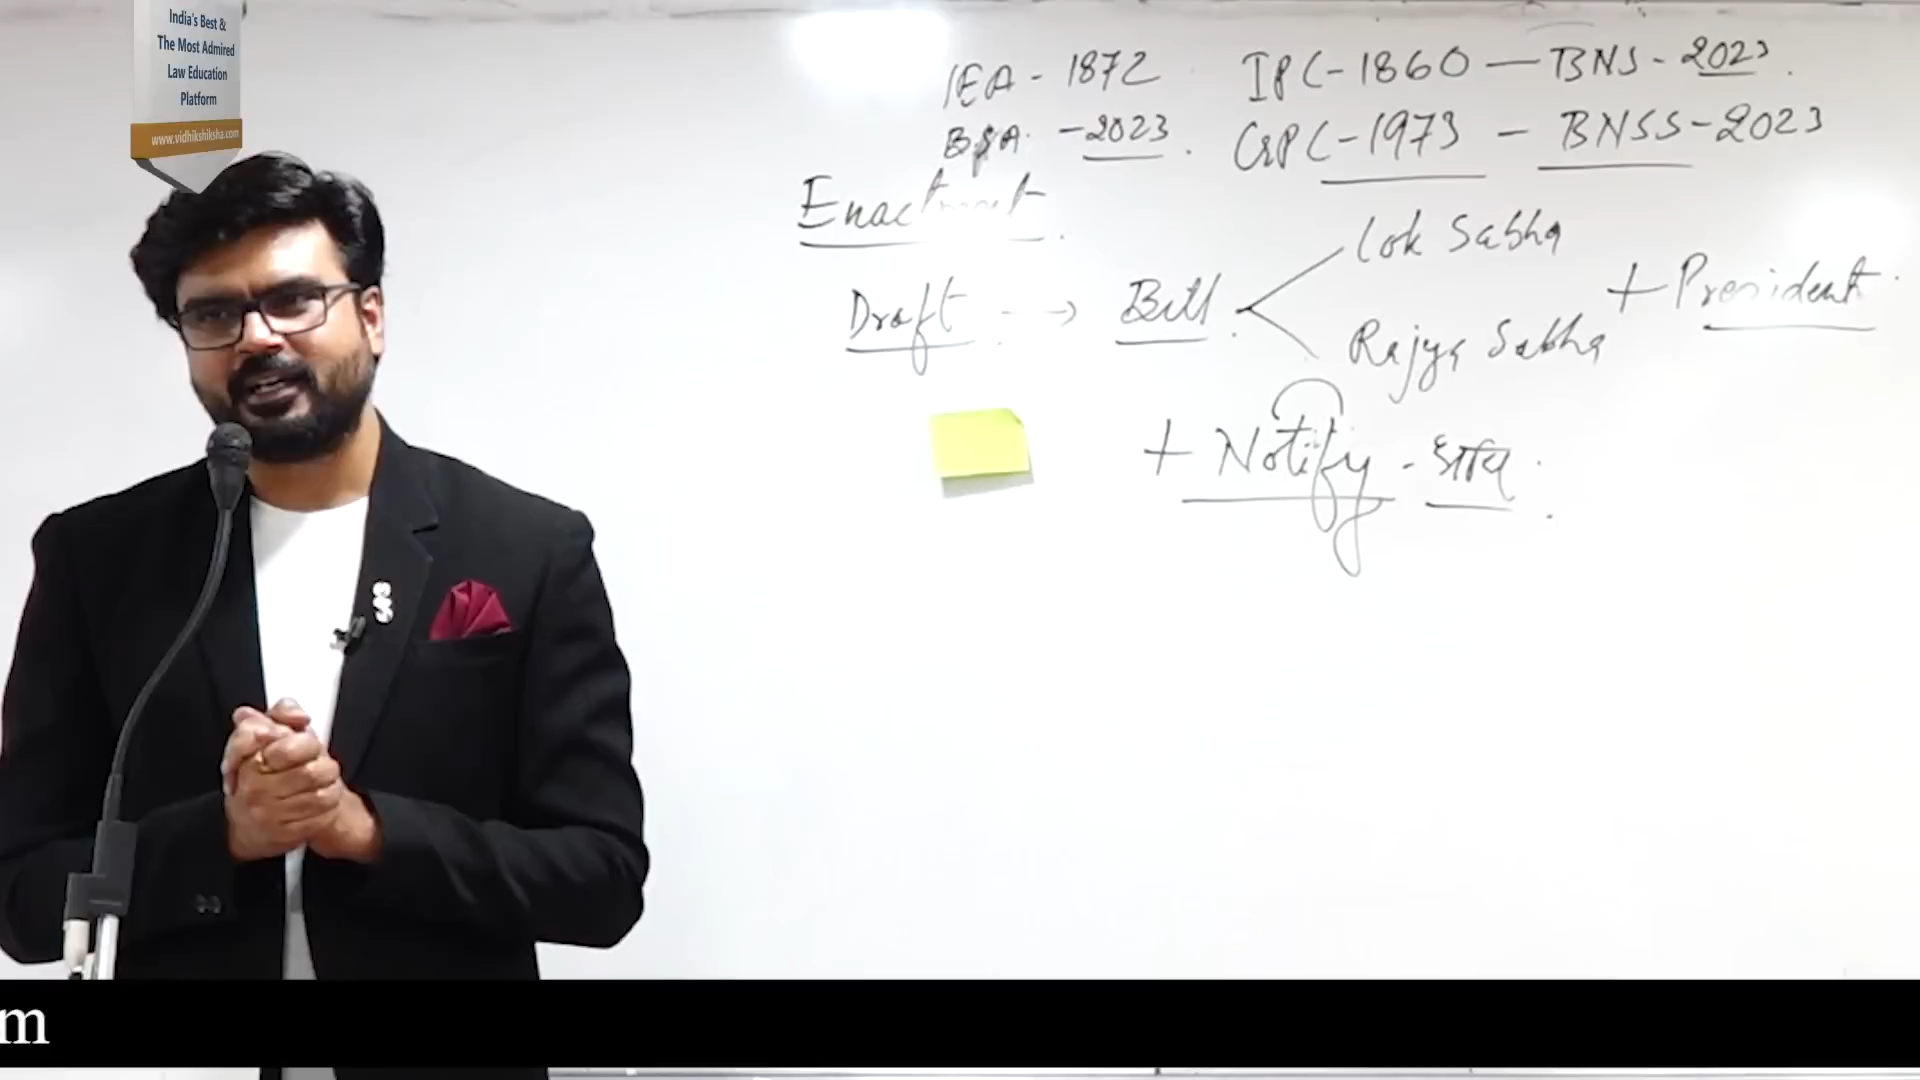 India's Best &
The Most Admired
Law Education
Platform
www.vidhikshiksha.com
IEA - 1872 IPC - 1860 — BNS - 2023.
BSA - 2023. CrPC - 1973 - BNSS - 2023
Enactment.
Draft → Bill. Lok Sabha + President.
Rajya Sabha
+ Notify -
m